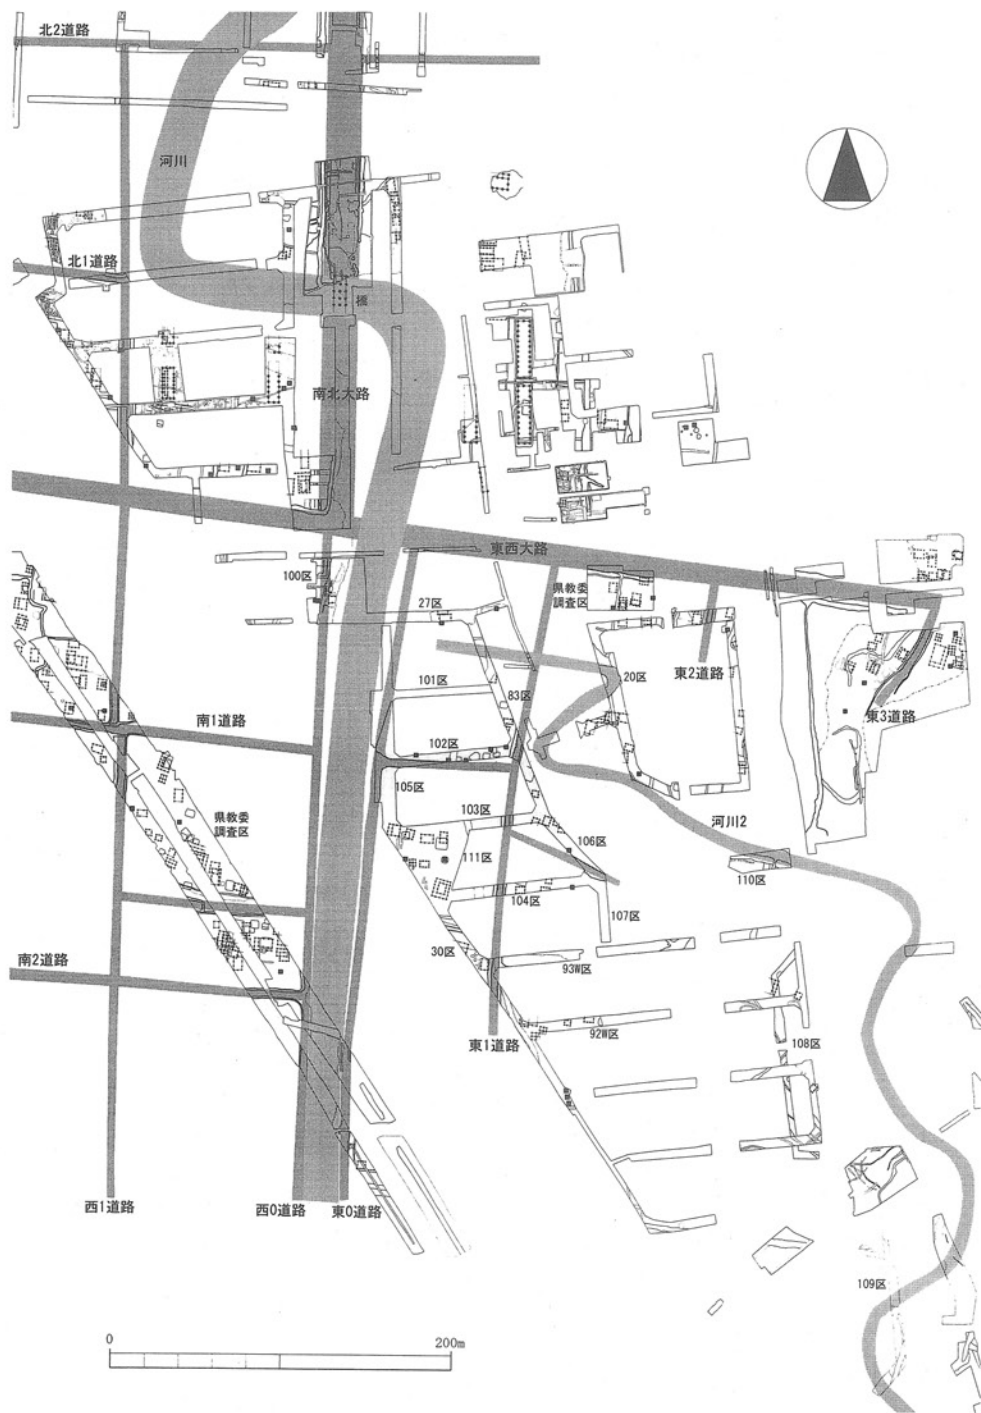 北2道路
河川
北1道路
橋
南北大路
東西大路
100区
27区
県教委
調査区
101区
83区
20区
東2道路
東3道路
南1道路
102区
105区
103区
106区
河川2
県教委
調査区
111区
110区
104区
107区
30区
南2道路
93W区
東1道路
92W区
108区
西1道路
西0道路
東0道路
109区
0
200m